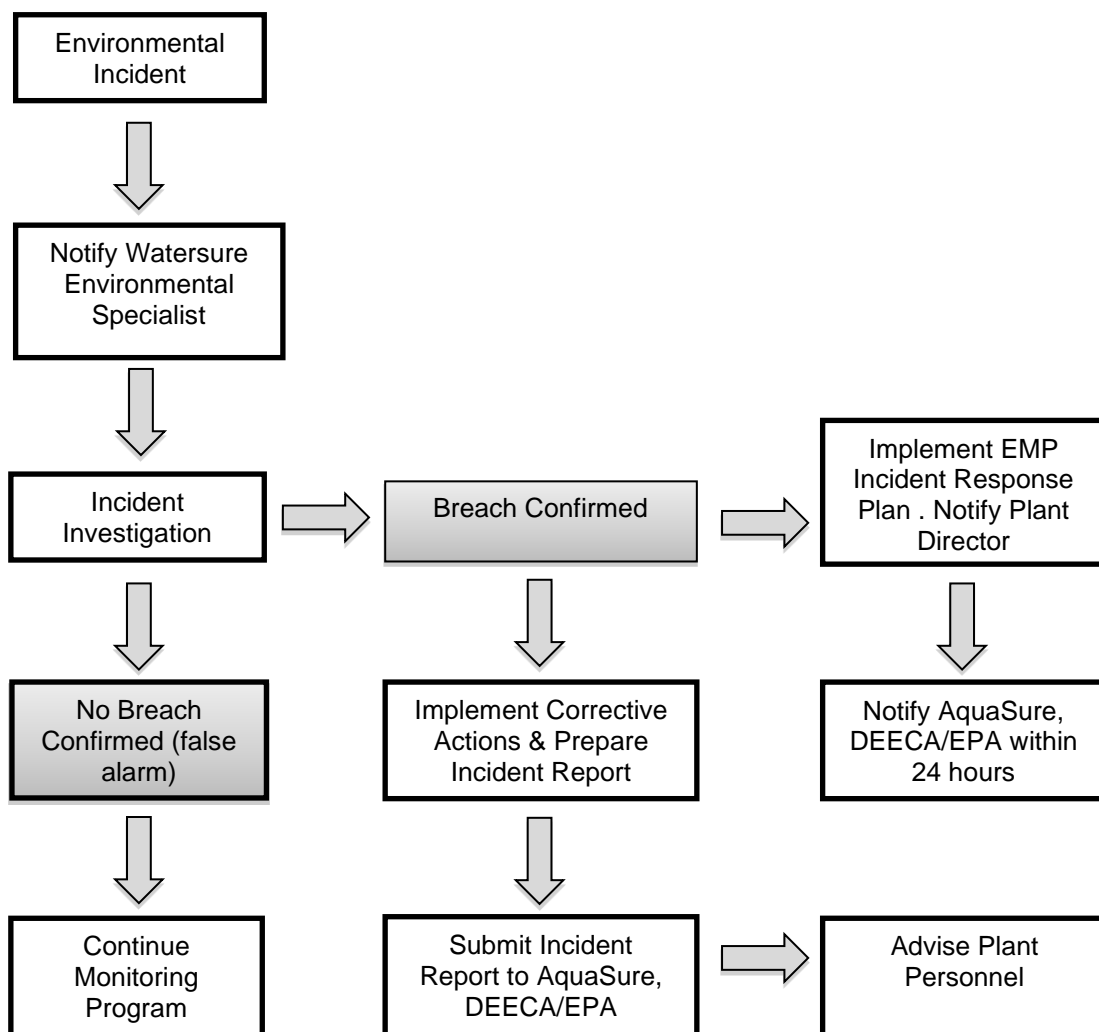 Environmental
Incident
Notify Watersure
Environmental
Specialist
Incident
Investigation
Breach Confirmed
Implement EMP
Incident Response
Plan . Notify Plant
Director
No Breach
Confirmed (false
alarm)
Implement Corrective
Actions & Prepare
Incident Report
Notify AquaSure,
DEECA/EPA within
24 hours
Continue
Monitoring
Program
Submit Incident
Report to AquaSure,
DEECA/EPA
Advise Plant
Personnel